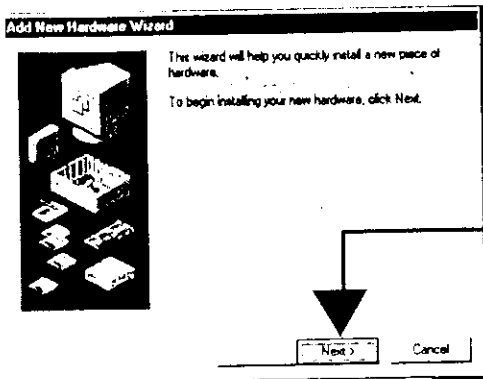 Add New Hardware Wizard
This wizard will help you quickly install a new piece of
hardware.
To begin installing your new hardware, click Next.
Next >
Cancel